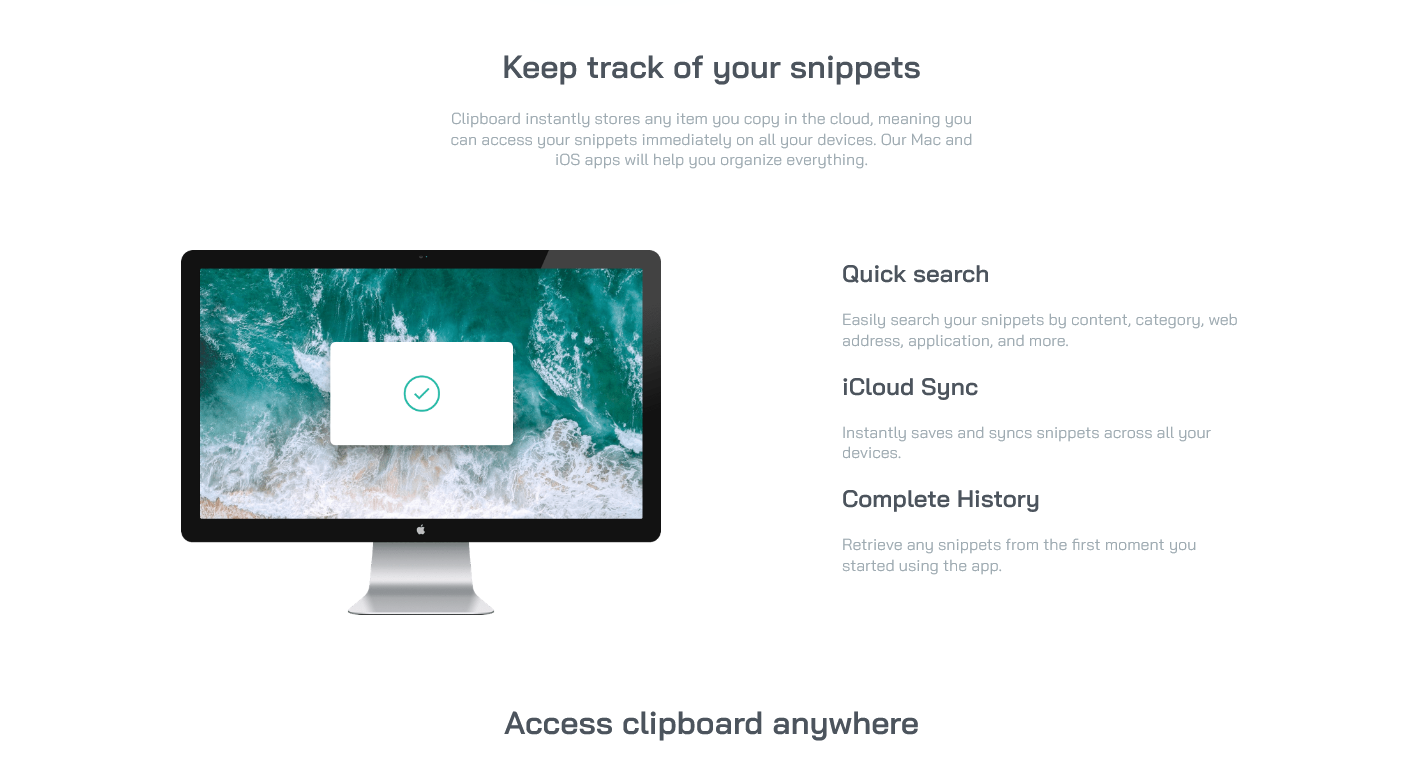 Keep track of your snippets
Clipboard instantly stores any item you copy in the cloud, meaning you
can access your snippets immediately on all your devices. Our Mac and
iOS apps will help you organize everything.
Quick search
Easily search your snippets by content, category, web
address, application, and more.
iCloud Sync
Instantly saves and syncs snippets across all your
devices.
Complete History
Retrieve any snippets from the first moment you
started using the app.
Access clipboard anywhere